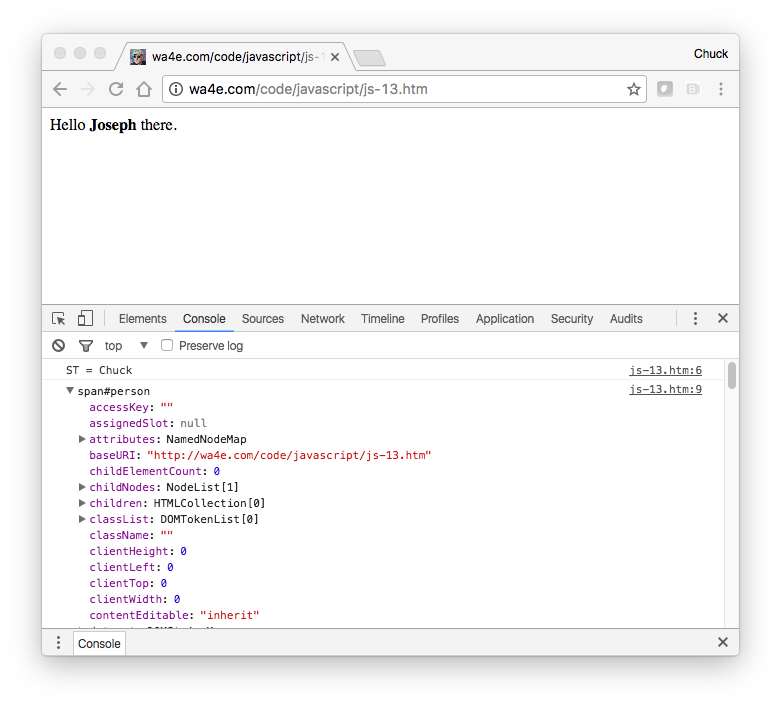 wa4e.com/code/javascript/js-1
Chuck
wa4e.com/code/javascript/js-13.htm
Hello Joseph there.
Elements Console Sources Network Timeline Profiles Application Security Audits
top Preserve log
ST = Chuck js-13.htm:6
span#person js-13.htm:9
accessKey: ""
assignedSlot: null
attributes: NamedNodeMap
baseURI: "http://wa4e.com/code/javascript/js-13.htm"
childElementCount: 0
childNodes: NodeList[1]
children: HTMLCollection[0]
classList: DOMTokenList[0]
className: ""
clientHeight: 0
clientLeft: 0
clientTop: 0
clientWidth: 0
contentEditable: "inherit"
Console